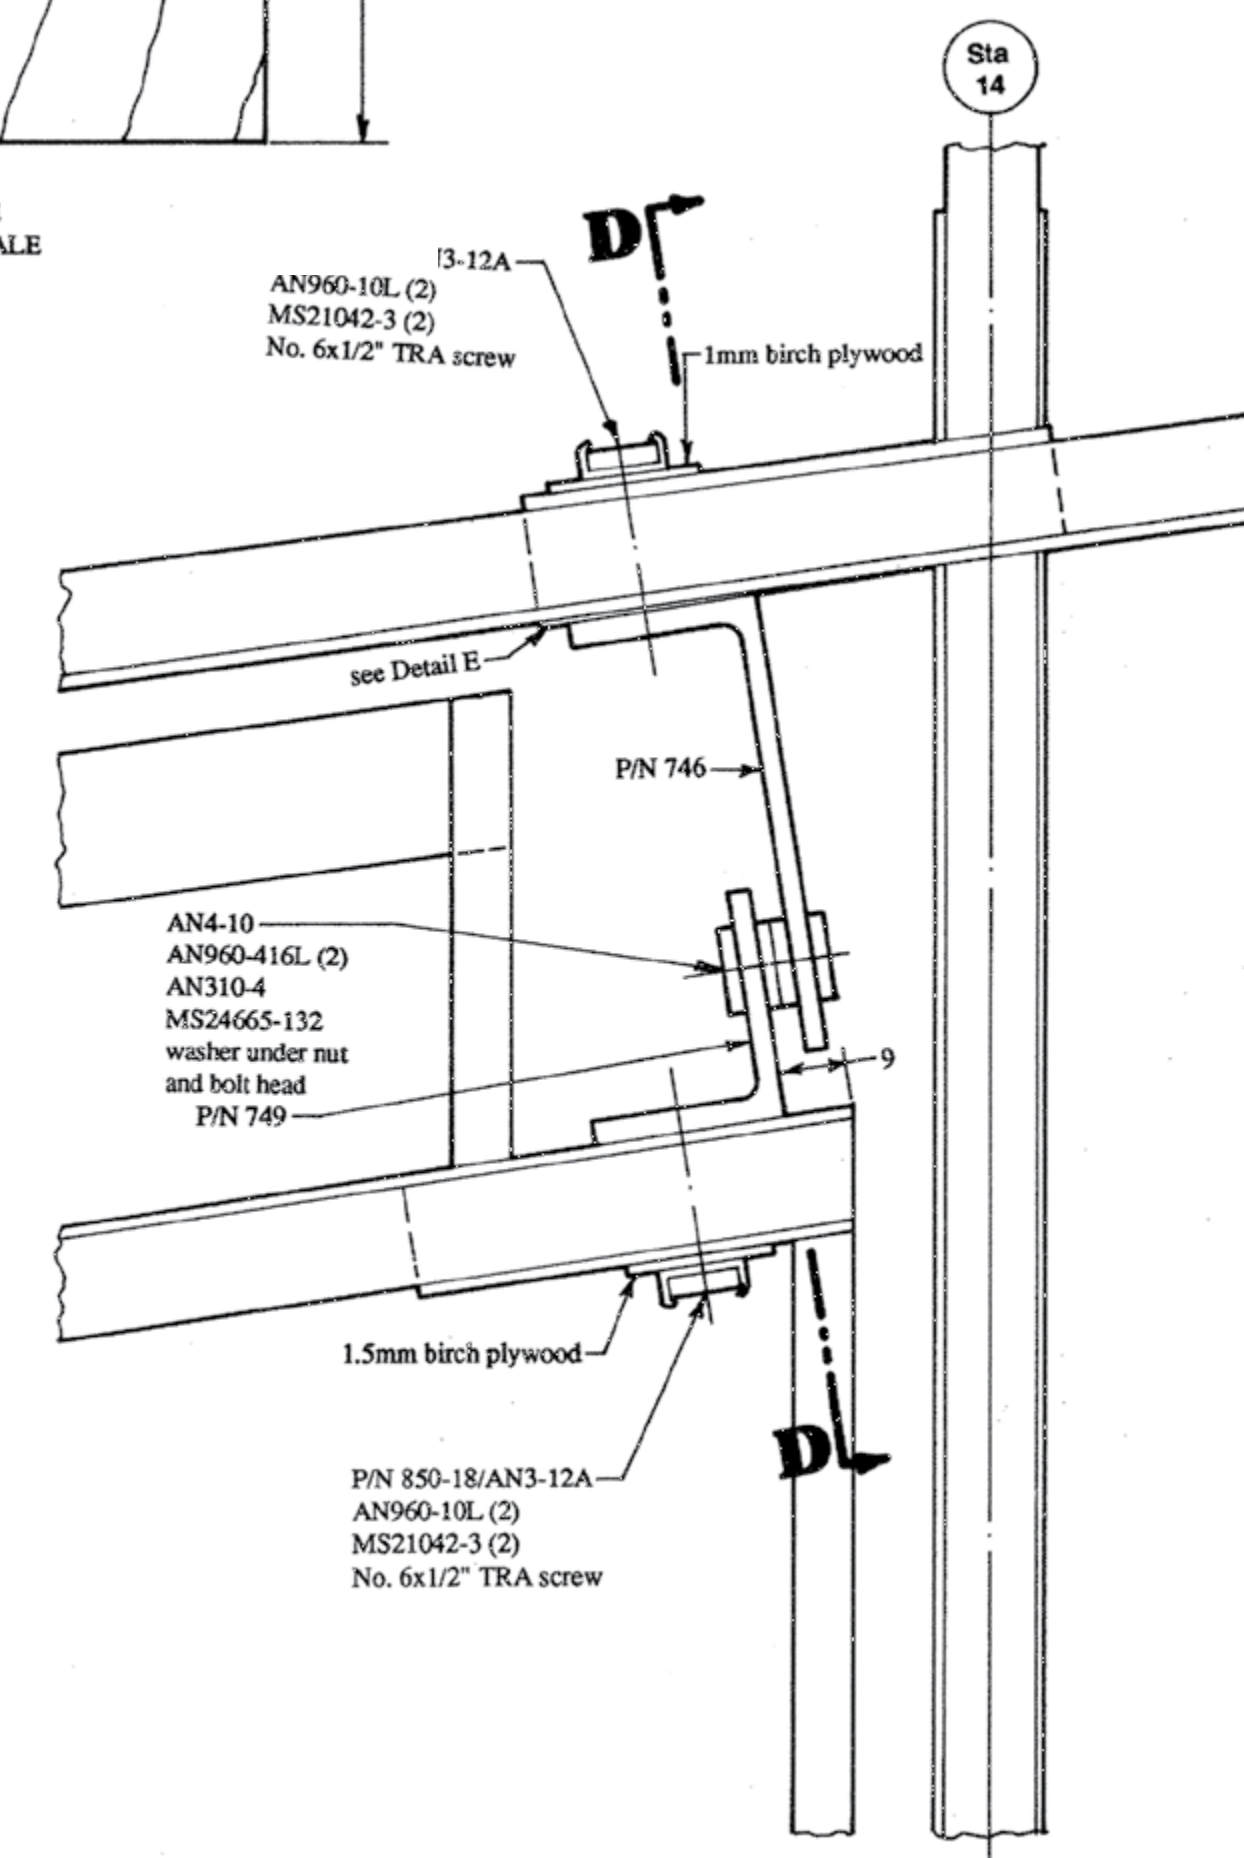 Sta
14
ALE
D
3-12A
AN960-10L (2)
MS21042-3 (2)
No. 6x1/2" TRA screw
1mm birch plywood
see Detail E
P/N 746
AN4-10
AN960-416L (2)
AN310-4
MS24665-132
washer under nut
and bolt head
P/N 749
9
1.5mm birch plywood
D
P/N 850-18/AN3-12A
AN960-10L (2)
MS21042-3 (2)
No. 6x1/2" TRA screw